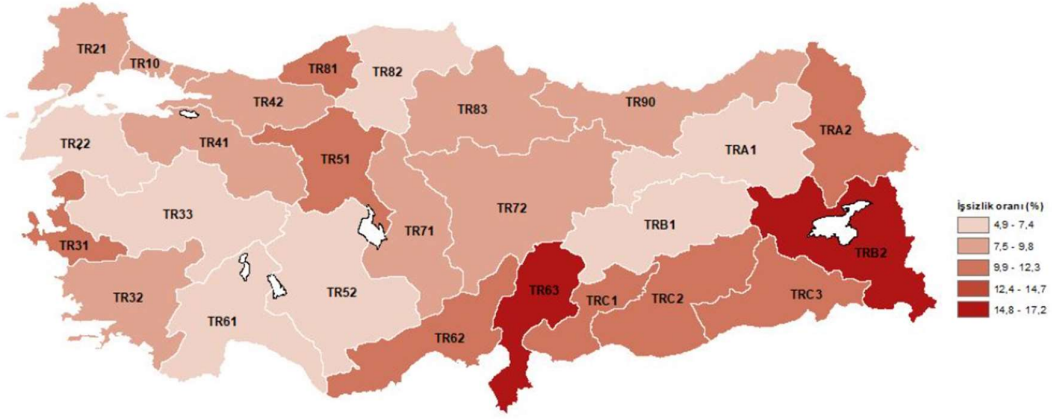 TR21
TR10
TR81
TR82
TR42
TR83
TR90
TRA2
TR22
TR41
TR51
TRA1
TR33
TR72
TR71
TRB1
TR31
TRB2
TR32
TR52
TR63
TRC1
TRC2
TRC3
TR61
TR62
İşsizlik oranı (%)
4,9 - 7,4
7,5 - 9,8
9,9 - 12,3
12,4 - 14,7
14,8 - 17,2